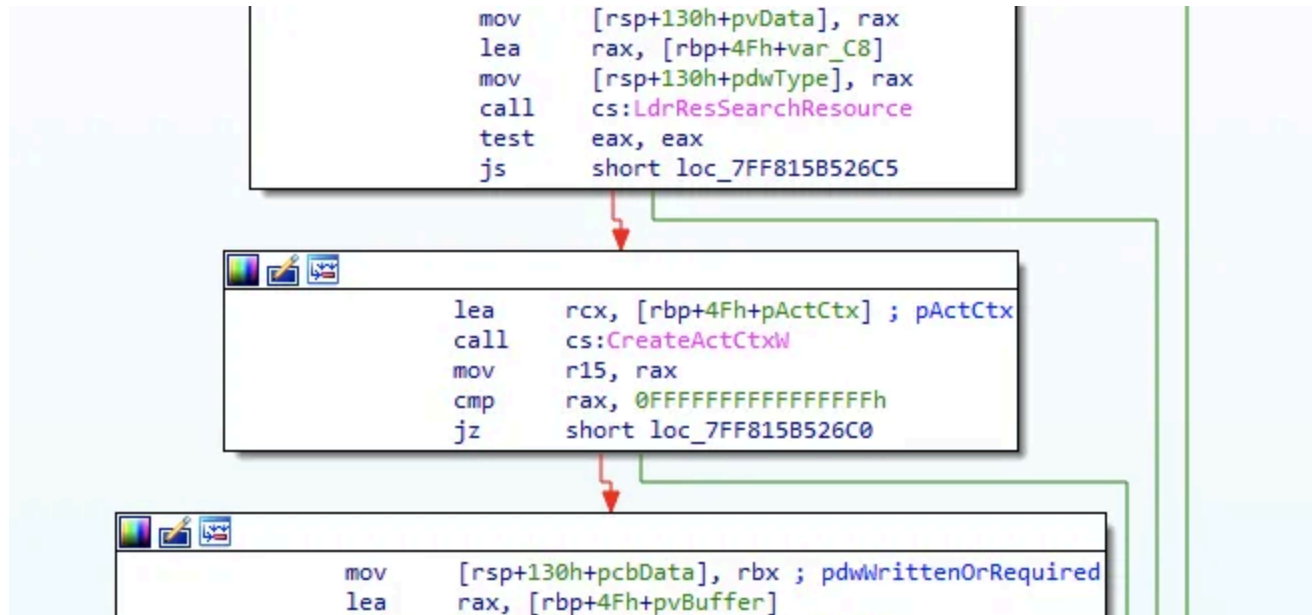 mov [rsp+130h+pvData], rax
lea rax, [rbp+4Fh+var_C8]
mov [rsp+130h+pdwType], rax
call cs:LdrResSearchResource
test eax, eax
js short loc_7FF815B526C5
lea rcx, [rbp+4Fh+pActCtx] ; pActCtx
call cs:CreateActCtxW
mov r15, rax
cmp rax, 0FFFFFFFFFFFFFFFFh
jz short loc_7FF815B526C0
mov [rsp+130h+pcbData], rbx ; pdwWrittenOrRequired
lea rax, [rbp+4Fh+pvBuffer]